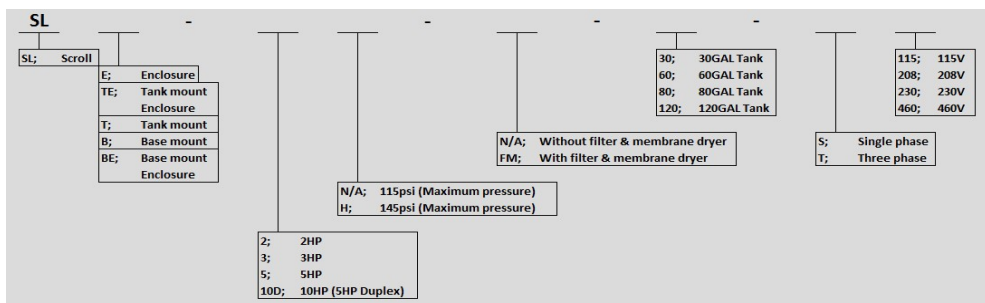 SL - - - -
SL; Scroll
E; Enclosure
TE; Tank mount
Enclosure
T; Tank mount
B; Base mount
BE; Base mount
Enclosure
2; 2HP
3; 3HP
5; 5HP
10D; 10HP (5HP Duplex)
N/A; 115psi (Maximum pressure)
H; 145psi (Maximum pressure)
N/A; Without filter & membrane dryer
FM; With filter & membrane dryer
30; 30GAL Tank
60; 60GAL Tank
80; 80GAL Tank
120; 120GAL Tank
S; Single phase
T; Three phase
115; 115V
208; 208V
230; 230V
460; 460V